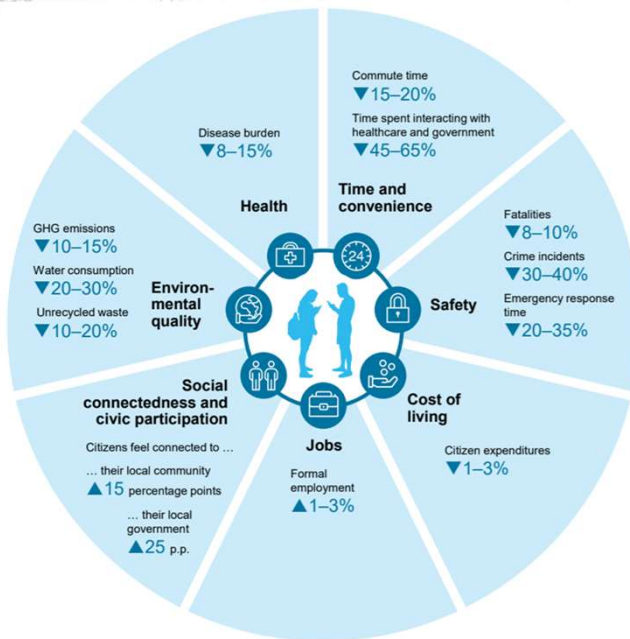 Commute time
▼15–20%
Time spent interacting with
healthcare and government
▼45–65%
Time and
convenience
24
Fatalities
▼8–10%
Crime incidents
▼30–40%
Emergency response
time
▼20–35%
Safety
Cost of
living
Citizen expenditures
▼1–3%
Jobs
Formal
employment
▲1–3%
Social
connectedness and
civic participation
Citizens feel connected to …
… their local community
▲15 percentage points
… their local
government
▲25 p.p.
GHG emissions
▼10–15%
Water consumption
▼20–30%
Unrecycled waste
▼10–20%
Environ-
mental
quality
Disease burden
▼8–15%
Health